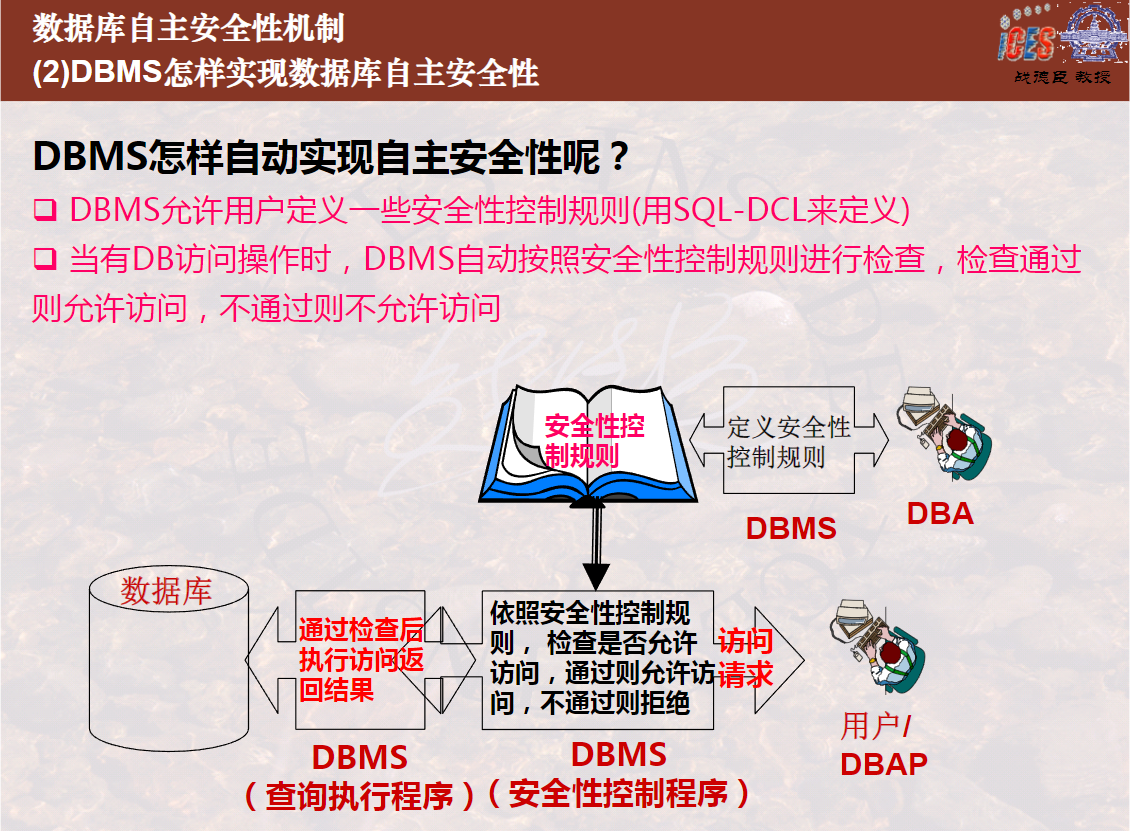 数据库自主安全性机制
(2)DBMS怎样实现数据库自主安全性
iCES
战德臣 教授
DBMS怎样自动实现自主安全性呢？
DBMS允许用户定义一些安全性控制规则(用SQL-DCL来定义)
当有DB访问操作时，DBMS自动按照安全性控制规则进行检查，检查通过
则允许访问，不通过则不允许访问
安全性控
制规则
定义安全性
控制规则
DBMS
DBA
数据库
通过检查后
执行访问返
回结果
依照安全性控制规
则， 检查是否允许
访问，通过则允许访
问，不通过则拒绝
访问
请求
DBMS
（查询执行程序）
DBMS
（安全性控制程序）
用户/
DBAP